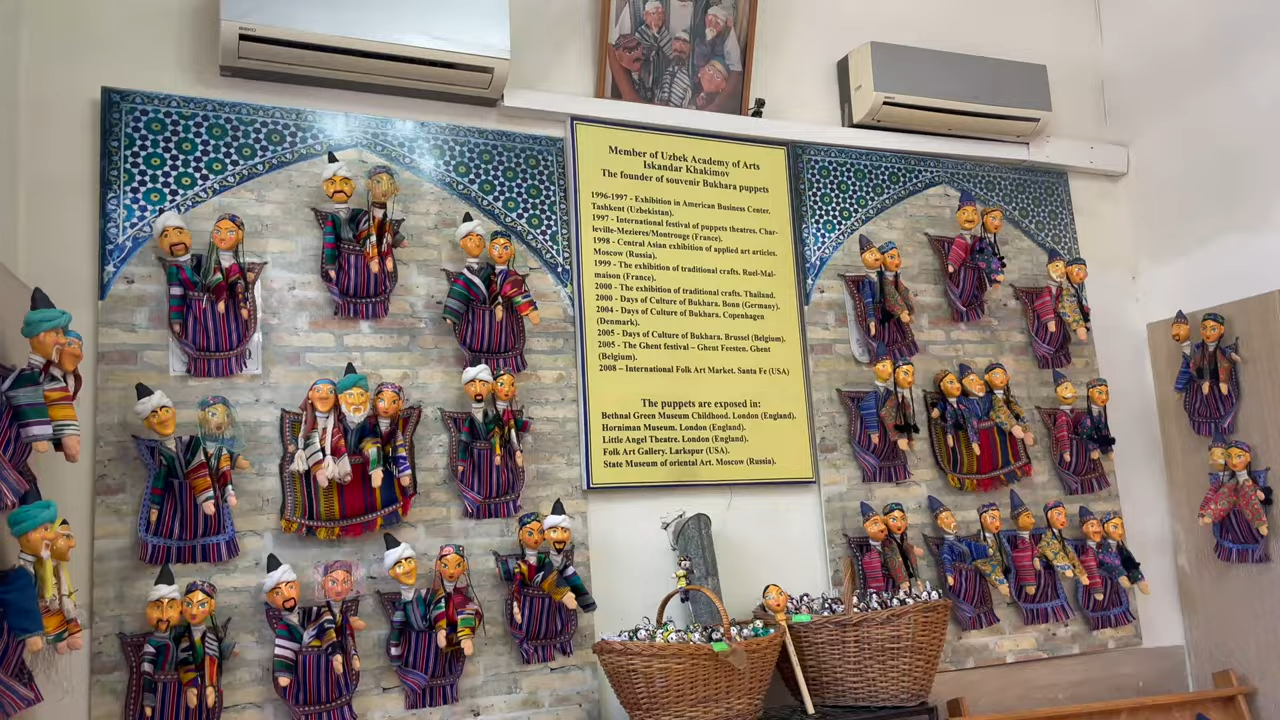 Member of Uzbek Academy of Arts
Iskandar Khakimov
The founder of souvenir Bukhara puppets
1996-1997 - Exhibition in American Business Center.
Tashkent (Uzbekistan).
1997 - International festival of puppets theatres. Char-
leville-Mezieres/Montrouge (France).
1998 - Central Asian exhibition of applied art articles.
Moscow (Russia).
1999 - The exhibition of traditional crafts. Ruel-Mal-
maison (France).
2000 - The exhibition of traditional crafts. Thailand.
2000 - Days of Culture of Bukhara. Bonn (Germany).
2004 - Days of Culture of Bukhara. Copenhagen
(Denmark).
2005 - Days of Culture of Bukhara. Brussel (Belgium).
2005 - The Ghent festival – Ghent Feesten. Ghent
(Belgium).
2008 – International Folk Art Market. Santa Fe (USA)
The puppets are exposed in:
Bethnal Green Museum Childhood. London (England).
Horniman Museum. London (England).
Little Angel Theatre. London (England).
Folk Art Gallery. Larkspur (USA).
State Museum of oriental Art. Moscow (Russia).